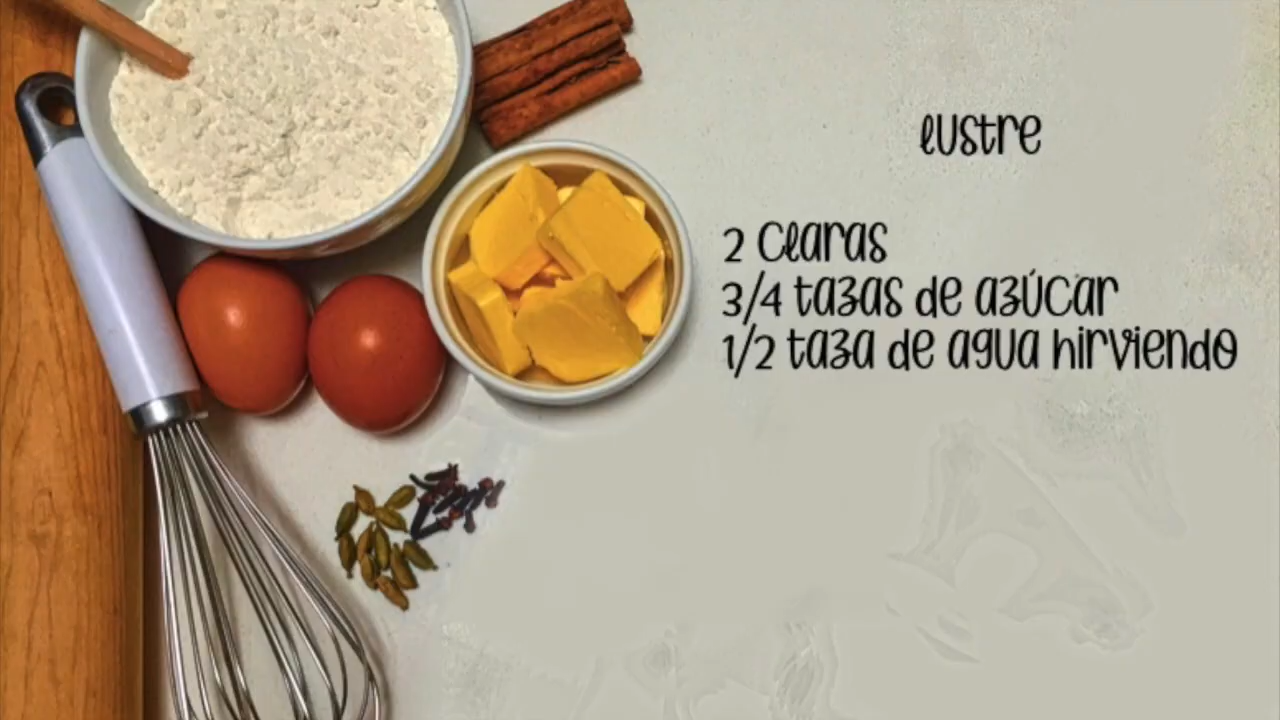 Lustre
2 Claras
3/4 tazas de azúcar
1/2 taza de agua hirviendo